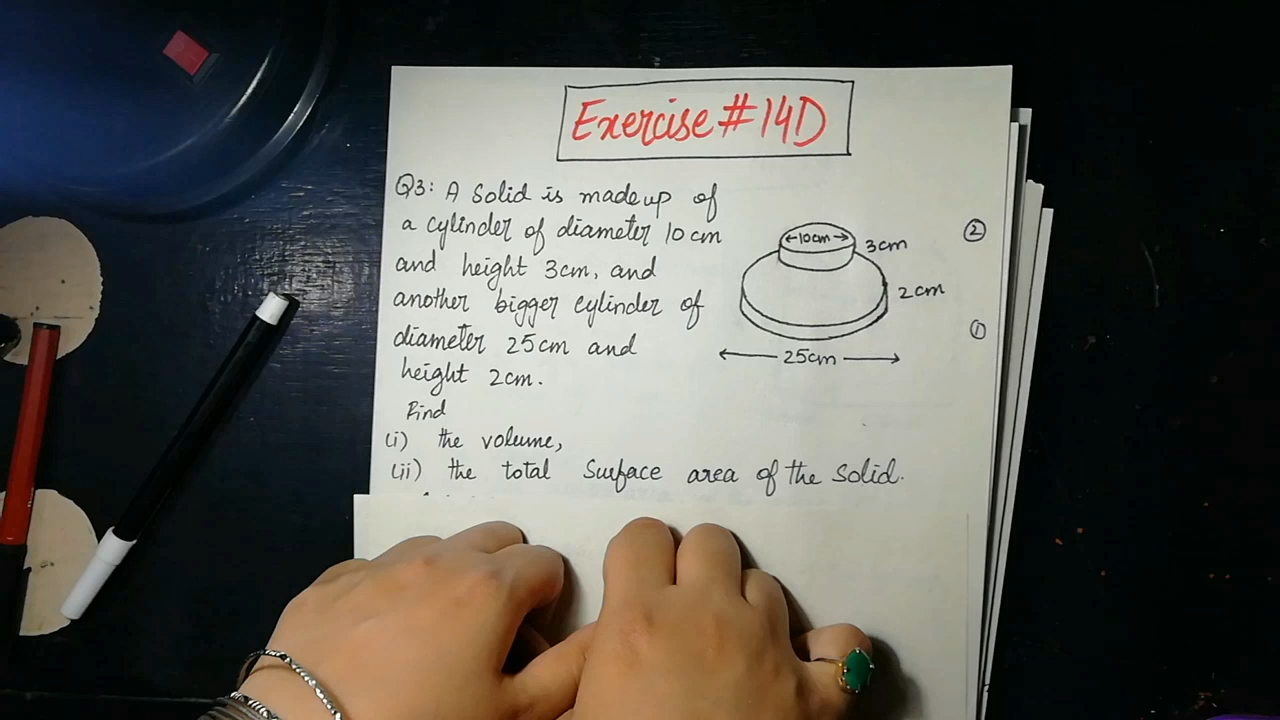 Exercise # 14D
Q3: A Solid is made up of
a cylinder of diameter 10 cm
and height 3cm, and
another bigger cylinder of
diameter 25cm and
height 2cm.
Find
(i) the volume,
(ii) the total Surface area of the Solid.
10cm
3cm
②
2cm
①
25cm